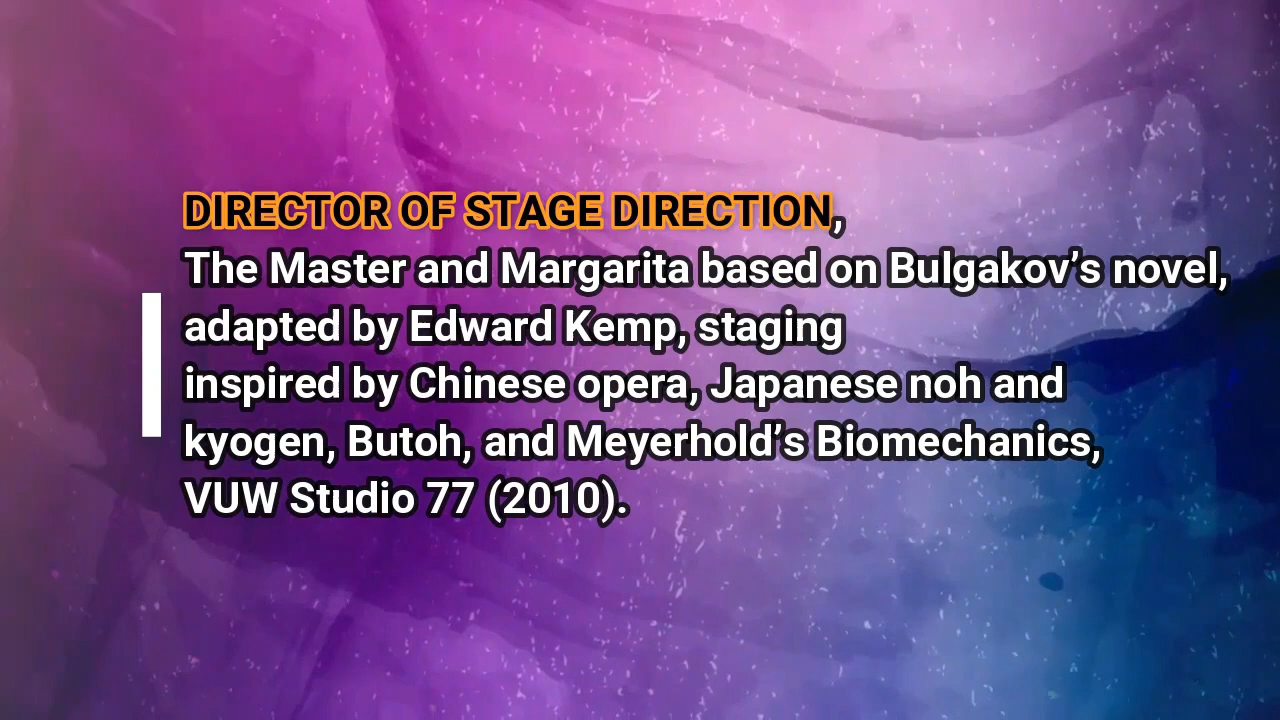 DIRECTOR OF STAGE DIRECTION,
The Master and Margarita based on Bulgakov’s novel,
adapted by Edward Kemp, staging
inspired by Chinese opera, Japanese noh and
kyogen, Butoh, and Meyerhold’s Biomechanics,
VUW Studio 77 (2010).